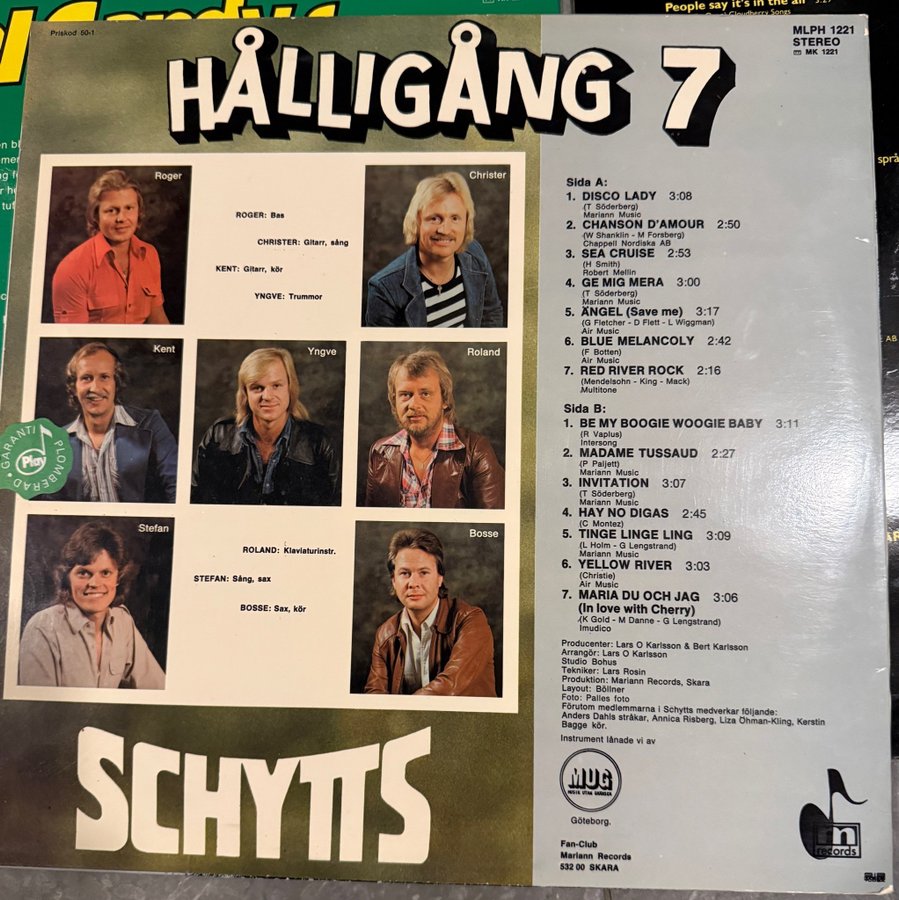 People say it's in the air
Cloudberry Songs
Priskod 50-1
MLPH 1221
STEREO
MK 1221
HÅLLIGÅNG 7
Roger
Christer
ROGER: Bas
CHRISTER: Gitarr, sång
KENT: Gitarr, kör
YNGVE: Trummor
Kent
Yngve
Roland
GARANTI PLOMBERAD
Play
Stefan
Bosse
ROLAND: Klaviaturinstr.
STEFAN: Sång, sax
BOSSE: Sax, kör
SCHYTTS
Sida A:
1. DISCO LADY 3:08
(T Söderberg)
Mariann Music
2. CHANSON D'AMOUR 2:50
(W Shanklin - M Forsberg)
Chappell Nordiska AB
3. SEA CRUISE 2:53
(H Smith)
Robert Mellin
4. GE MIG MERA 3:00
(T Söderberg)
Mariann Music
5. ÄNGEL (Save me) 3:17
(G Fletcher - D Flett - L Wiggman)
Air Music
6. BLUE MELANCOLY 2:42
(F Botten)
Air Music
7. RED RIVER ROCK 2:16
(Mendelsohn - King - Mack)
Multitone
Sida B:
1. BE MY BOOGIE WOOGIE BABY 3:11
(R Vaplus)
Intersong
2. MADAME TUSSAUD 2:27
(P Paljett)
Mariann Music
3. INVITATION 3:07
(T Söderberg)
Mariann Music
4. HAY NO DIGAS 2:45
(C Montez)
5. TINGE LINGE LING 3:09
(L Holm - G Lengstrand)
Mariann Music
6. YELLOW RIVER 3:03
(Christie)
Air Music
7. MARIA DU OCH JAG 3:06
(In love with Cherry)
(K Gold - M Danne - G Lengstrand)
Imudico
Producenter: Lars O Karlsson & Bert Karlsson
Arrangör: Lars O Karlsson
Studio Bohus
Tekniker: Lars Rosin
Produktion: Mariann Records, Skara
Layout: Böllner
Foto: Palles foto
Förutom medlemmarna i Schytts medverkar följande:
Anders Dahls stråkar, Annica Risberg, Liza Öhman-Kling, Kerstin
Bagge kör.
Instrument lånade vi av
MUG
MUSIK UTAN GRÄNSER
Göteborg.
Fan-Club
Mariann Records
532 00 SKARA
m
records